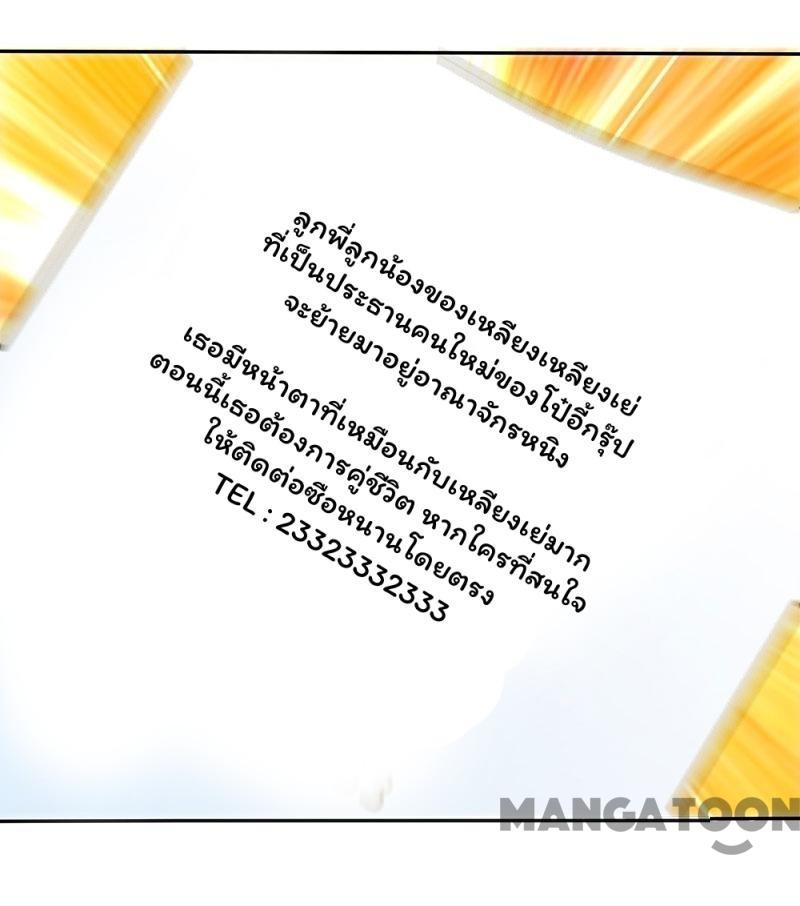 ลูกพี่ลูกน้องของเหลียงเหลียงเย่
ที่เป็นประธานคนใหม่ของโป๋อี้กรุ๊ป
จะย้ายมาอยู่อาณาจักรหนิง
เธอมีหน้าตาที่เหมือนกับเหลียงเย่มาก
ตอนนี้เธอต้องการคู่ชีวิต หากใครที่สนใจ
ให้ติดต่อซือหนานโดยตรง
TEL : 23323332333
MANGATOON